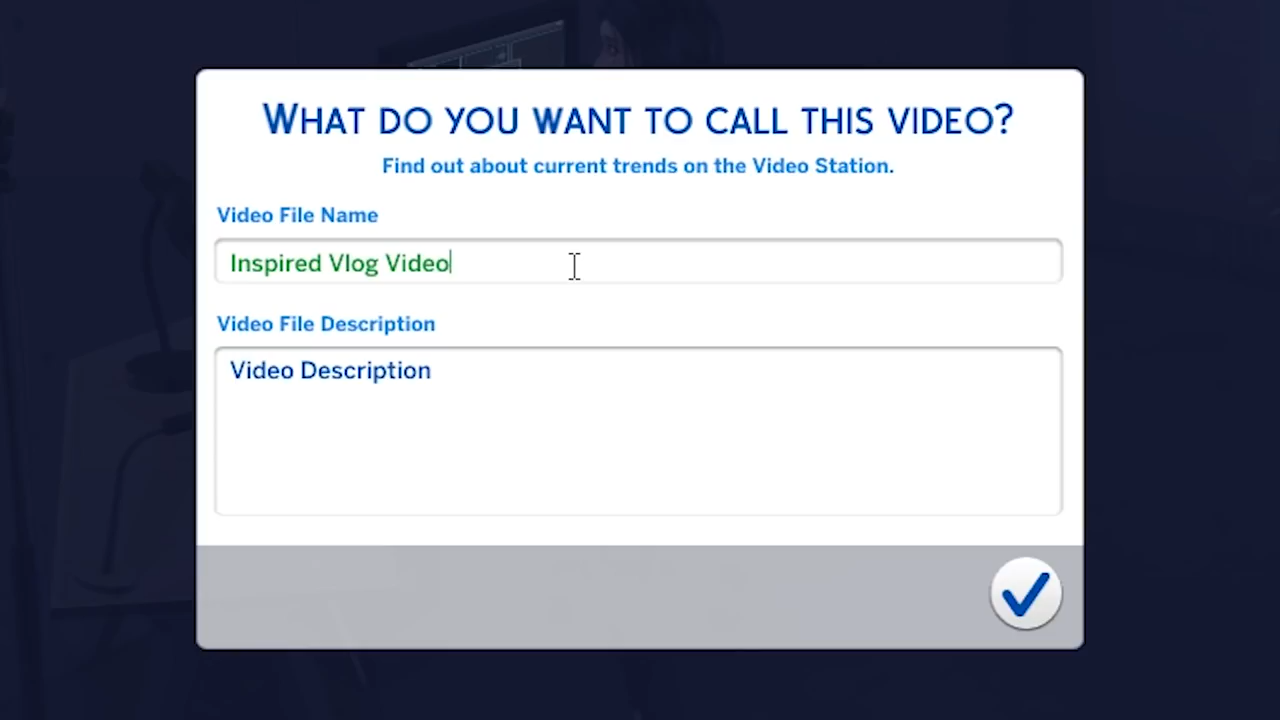 WHAT DO YOU WANT TO CALL THIS VIDEO?
Find out about current trends on the Video Station.
Video File Name
Inspired Vlog Video
Video File Description
Video Description